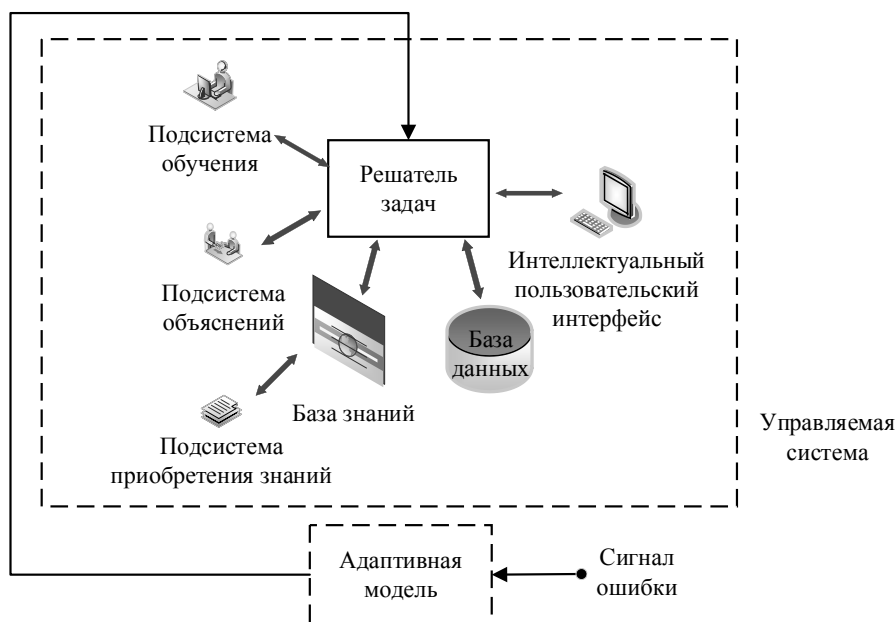 Подсистема
обучения
Решатель
задач
Подсистема
объяснений
Интеллектуальный
пользовательский
интерфейс
База
данных
База знаний
Подсистема
приобретения знаний
Управляемая
система
Адаптивная
модель
Сигнал
ошибки